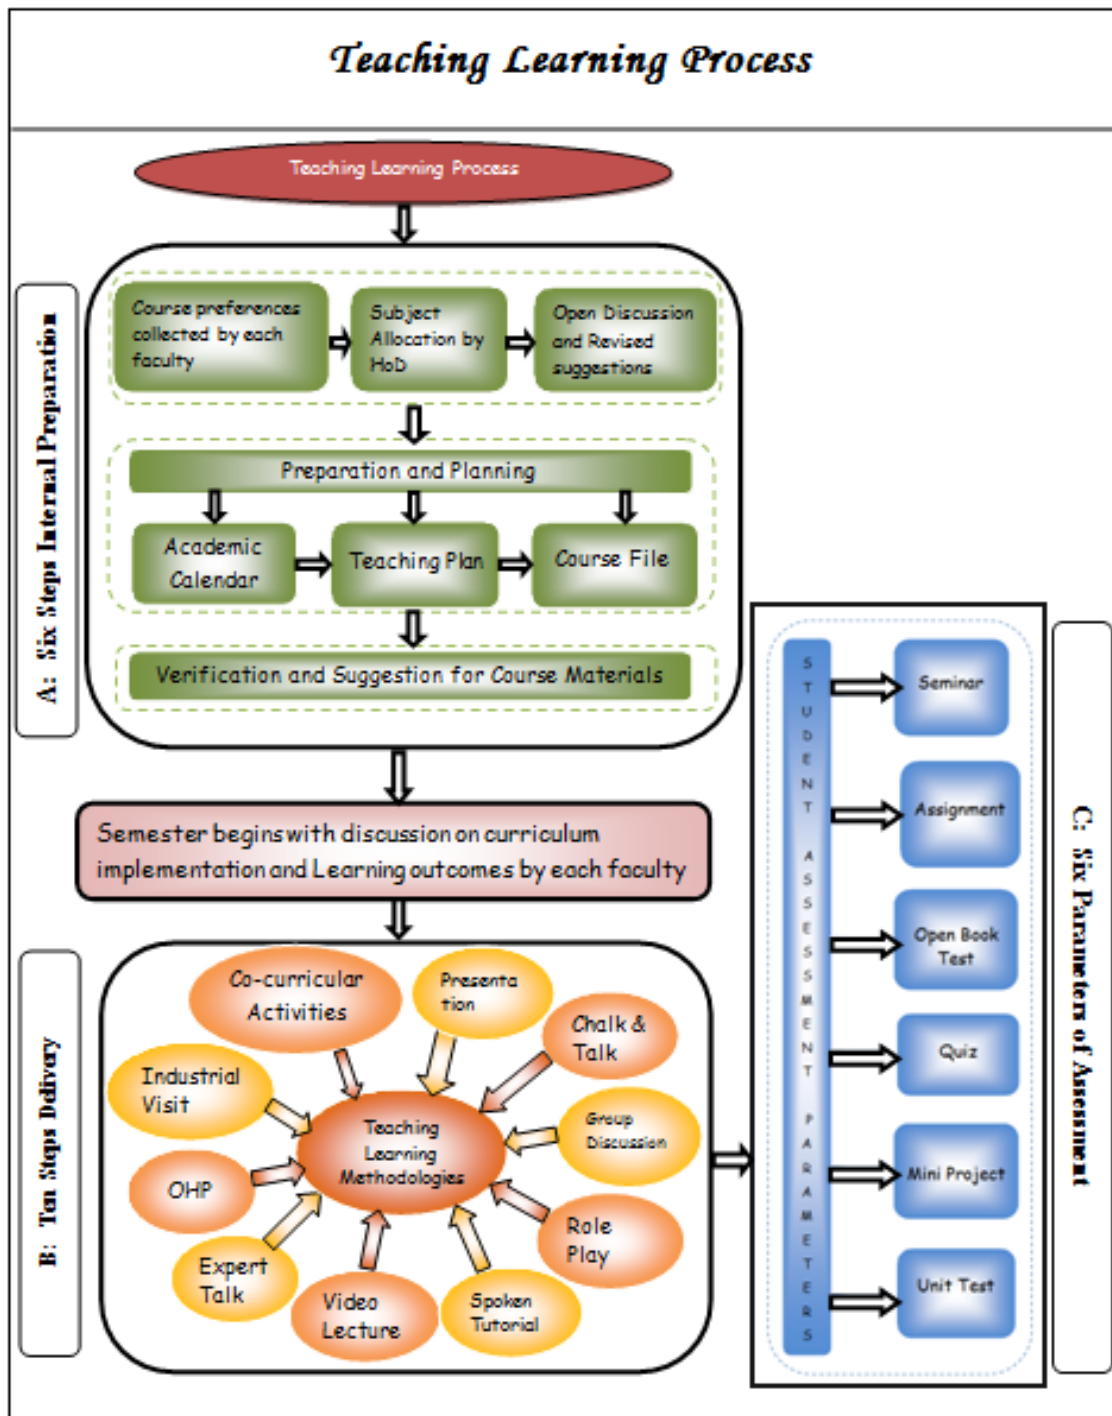 Teaching Learning Process
Teaching Learning Process
A: Six Steps Internal Preparation
Course preferences
collected by each
faculty
Subject
Allocation by
HoD
Open Discussion
and Revised
suggestions
Preparation and Planning
Academic
Calendar
Teaching Plan
Course File
Verification and Suggestion for Course Materials
Semester begins with discussion on curriculum
implementation and Learning outcomes by each faculty
B: Ten Steps Delivery
Co-curricular
Activities
Presenta
tion
Chalk &
Talk
Industrial
Visit
Group
Discussion
Teaching
Learning
Methodologies
OHP
Role
Play
Expert
Talk
Video
Lecture
Spoken
Tutorial
STUDENT ASSESSMENT PARAMETERS
Seminar
Assignment
Open Book
Test
Quiz
Mini Project
Unit Test
C: Six Parameters of Assessment